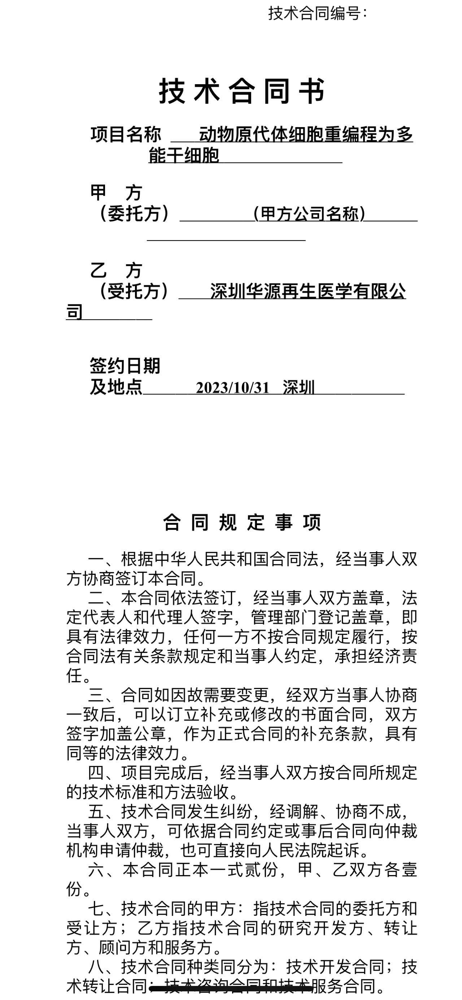 技术合同编号：
技术合同书
项目名称 动物原代体细胞重编程为多
能干细胞
甲 方
（委托方） （甲方公司名称）
乙 方
（受托方） 深圳华源再生医学有限公
司
签约日期
及地点 2023/10/31 深圳
合同规定事项
一、根据中华人民共和国合同法，经当事人双
方协商签订本合同。
二、本合同依法签订，经当事人双方盖章，法
定代表人和代理人签字，管理部门登记盖章，即
具有法律效力，任何一方不按合同规定履行，按
合同法有关条款规定和当事人约定，承担经济责
任。
三、合同如因故需要变更，经双方当事人协商
一致后，可以订立补充或修改的书面合同，双方
签字加盖公章，作为正式合同的补充条款，具有
同等的法律效力。
四、项目完成后，经当事人双方按合同所规定
的技术标准和方法验收。
五、技术合同发生纠纷，经调解、协商不成，
当事人双方，可依据合同约定或事后合同向仲裁
机构申请仲裁，也可直接向人民法院起诉。
六、本合同正本一式贰份，甲、乙双方各壹
份。
七、技术合同的甲方：指技术合同的委托方和
受让方；乙方指技术合同的研究开发方、转让
方、顾问方和服务方。
八、技术合同种类同分为：技术开发合同；技
术转让合同；技术咨询合同和技术服务合同。